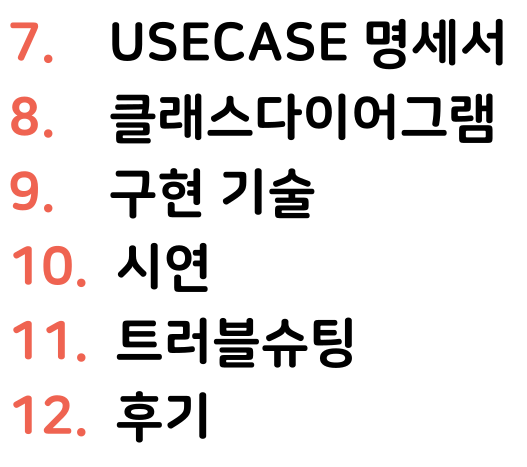 7. USECASE 명세서
8. 클래스다이어그램
9. 구현 기술
10. 시연
11. 트러블슈팅
12. 후기